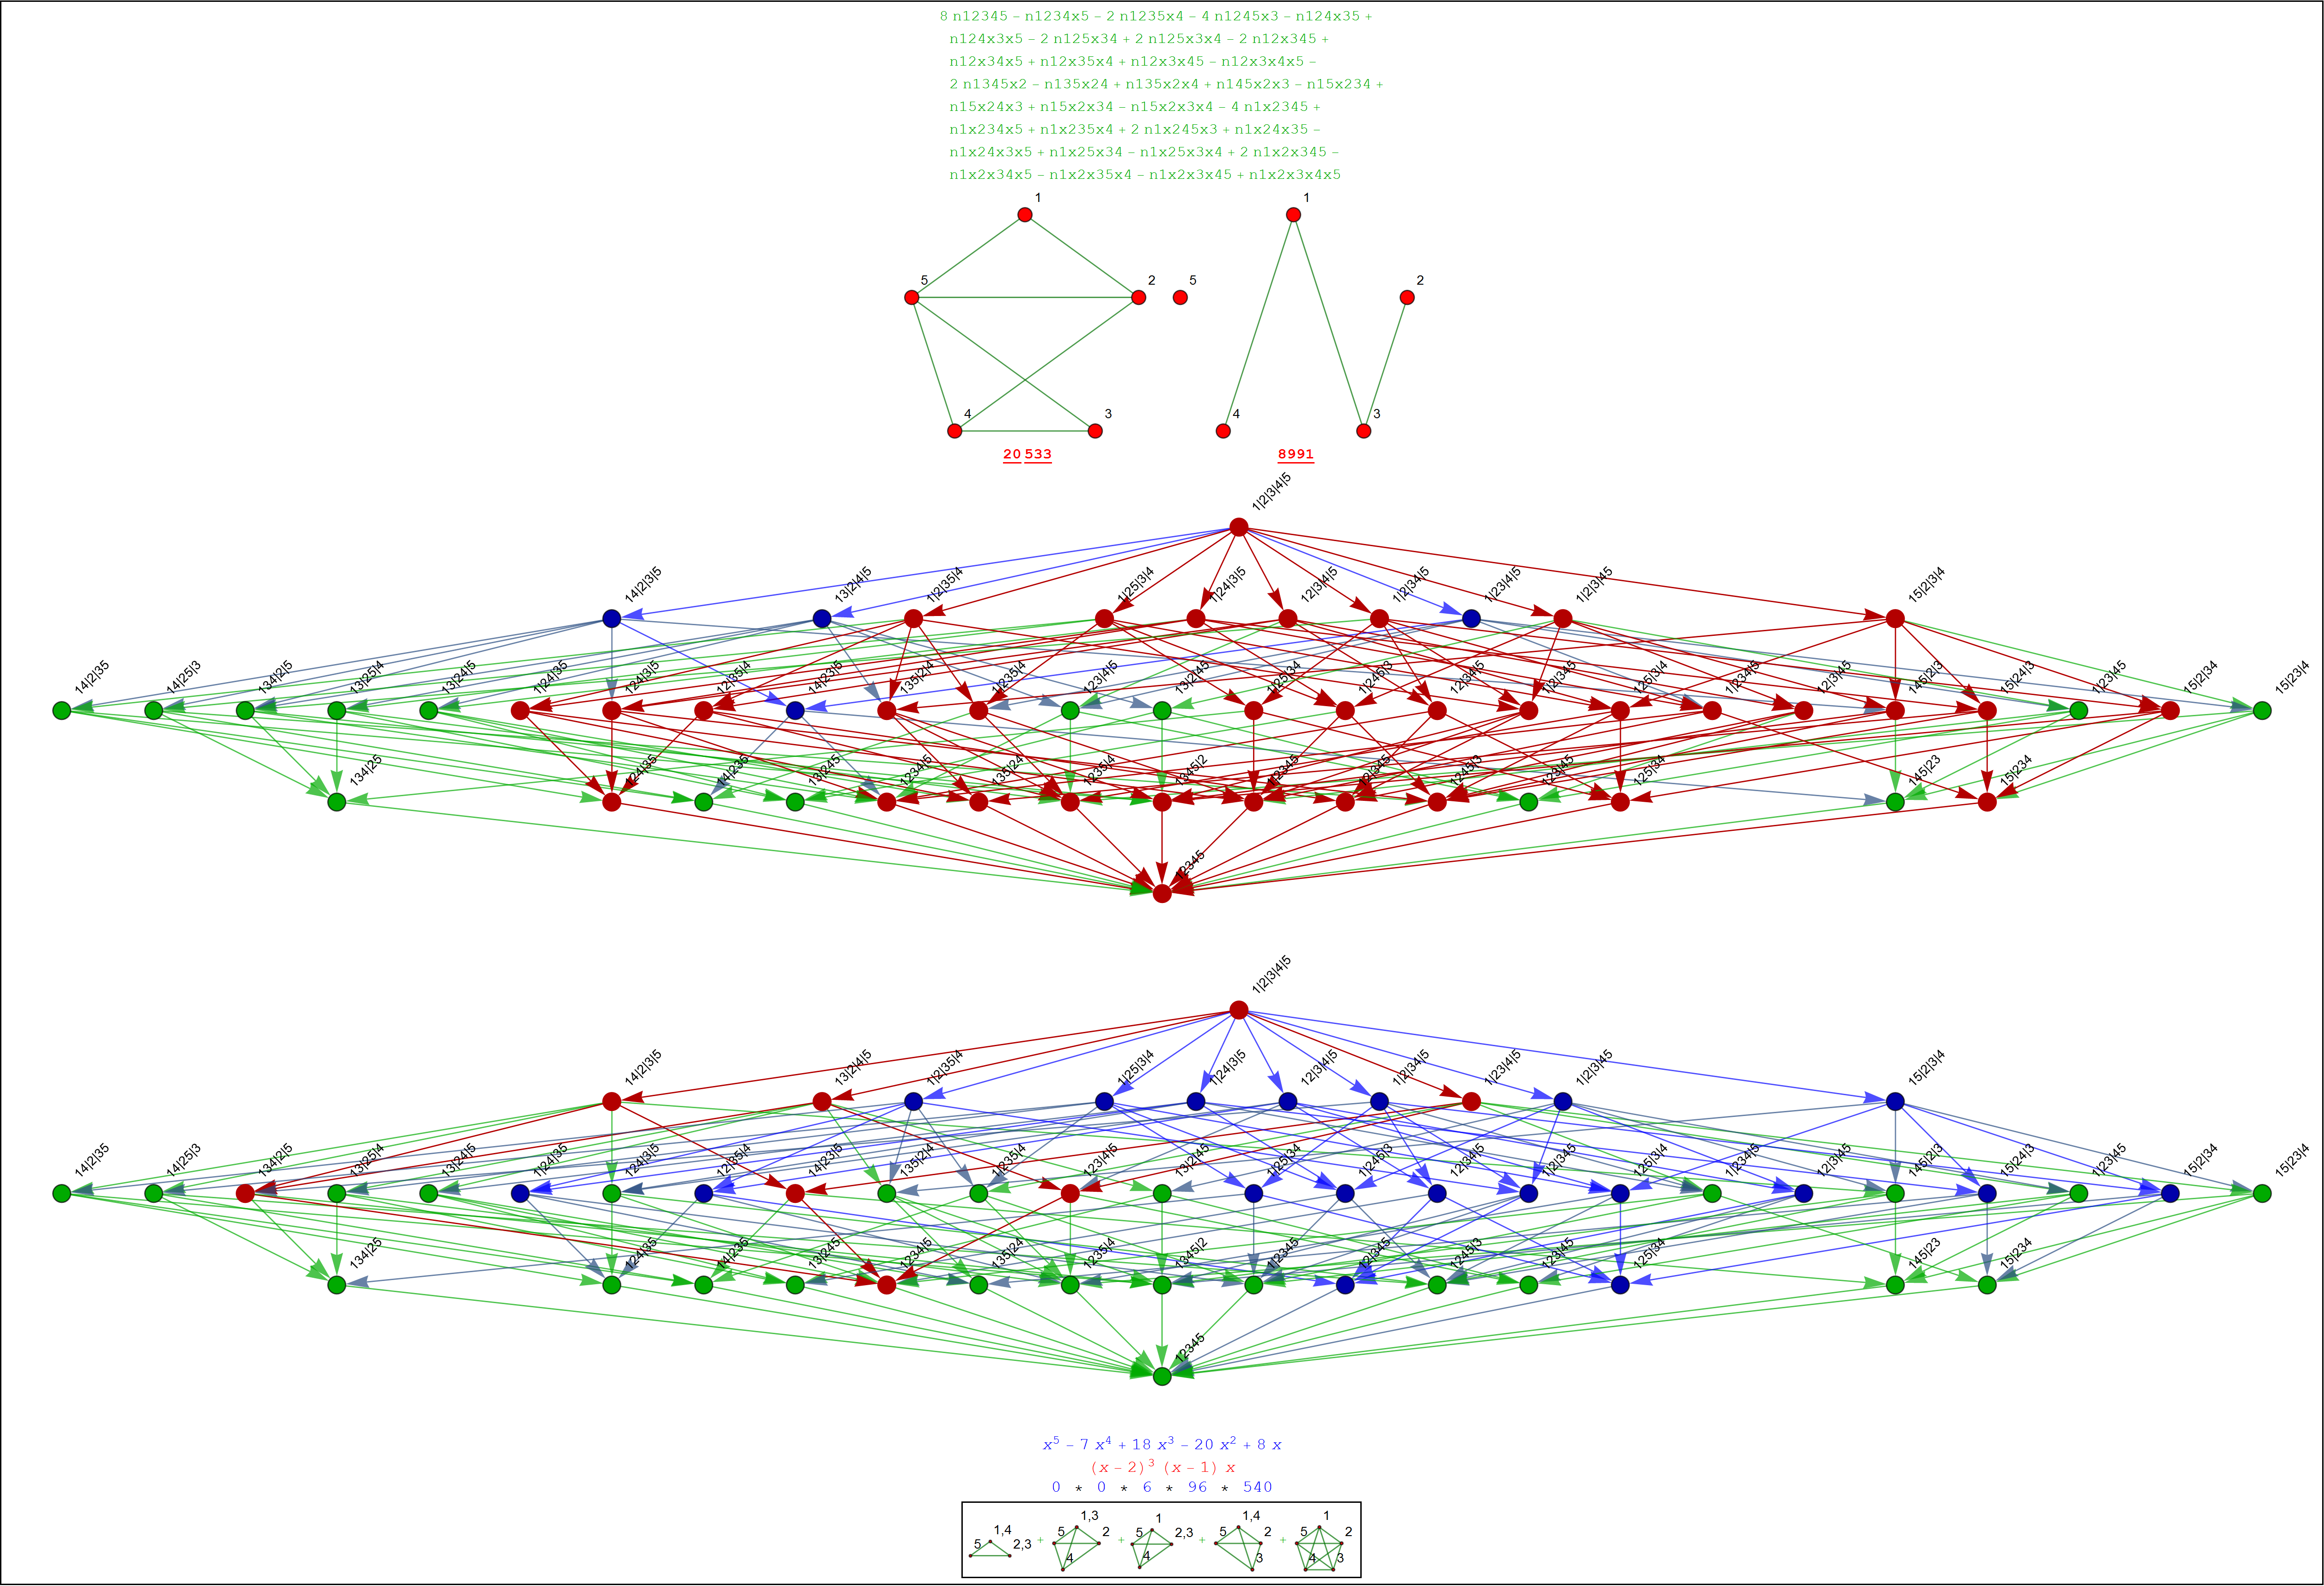 8 n12345 – n1234x5 – 2 n1235x4 – 4 n1245x3 – n124x35 +
n124x3x5 – 2 n125x34 + 2 n125x3x4 – 2 n12x345 +
n12x34x5 + n12x35x4 + n12x3x45 – n12x3x4x5 –
2 n1345x2 – n135x24 + n135x2x4 + n145x2x3 – n15x234 +
n15x24x3 + n15x2x34 – n15x2x3x4 – 4 n1x2345 +
n1x234x5 + n1x235x4 + 2 n1x245x3 + n1x24x35 –
n1x24x3x5 + n1x25x34 – n1x25x3x4 + 2 n1x2x345 –
n1x2x34x5 – n1x2x35x4 – n1x2x3x45 + n1x2x3x4x5
1 1
5 2 5 2
4 3 4 3
20 533 8991
1|2|3|4|5
14|2|3|5 13|2|4|5 1|2|35|4 1|25|3|4 1|24|3|5 12|3|4|5 1|2|34|5 1|23|4|5 1|2|3|45 15|2|3|4
14|2|35 14|25|3 134|2|5 13|25|4 13|24|5 1|24|35 124|3|5 12|35|4 14|23|5 135|2|4 1|235|4 123|4|5 13|2|45 1|25|34 1|245|3 12|34|5 1|2|345 125|3|4 1|234|5 12|3|45 145|2|3 15|24|3 1|23|45 15|2|34 15|23|4
134|25 124|35 14|235 13|245 1234|5 135|24 1235|4 1345|2 1|2345 12|345 1245|3 123|45 125|34 145|23 15|234
12345
1|2|3|4|5
14|2|3|5 13|2|4|5 1|2|35|4 1|25|3|4 1|24|3|5 12|3|4|5 1|2|34|5 1|23|4|5 1|2|3|45 15|2|3|4
14|2|35 14|25|3 134|2|5 13|25|4 13|24|5 1|24|35 124|3|5 12|35|4 14|23|5 135|2|4 1|235|4 123|4|5 13|2|45 1|25|34 1|245|3 12|34|5 1|2|345 125|3|4 1|234|5 12|3|45 145|2|3 15|24|3 1|23|45 15|2|34 15|23|4
134|25 124|35 14|235 13|245 1234|5 135|24 1235|4 1345|2 1|2345 12|345 1245|3 123|45 125|34 145|23 15|234
12345
x⁵ – 7 x⁴ + 18 x³ – 20 x² + 8 x
(x – 2)³ (x – 1) x
0 * 0 * 6 * 96 * 540
1,4 1,3 1 1,4 1
5 2,3 + 5 2 + 5 2,3 + 5 2 + 5 2
4 4 3 4 3